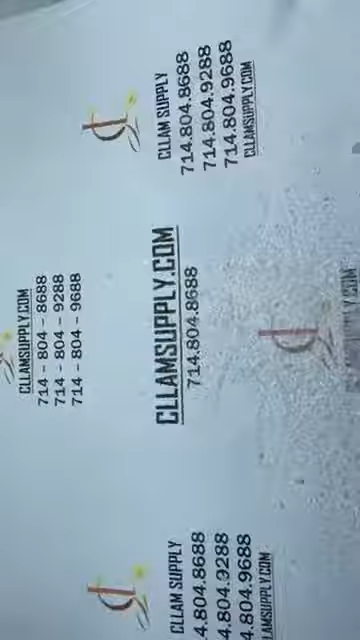 CLLAMSUPPLY.COM
714 - 804 - 8688
714 - 804 - 9288
714 - 804 - 9688
CLLAM SUPPLY
714.804.8688
714.804.9288
714.804.9688
CLLAMSUPPLY.COM
CLLAMSUPPLY.COM
714.804.8688
CLLAM SUPPLY
4.804.8688
4.804.9288
4.804.9688
AMSUPPLY.COM